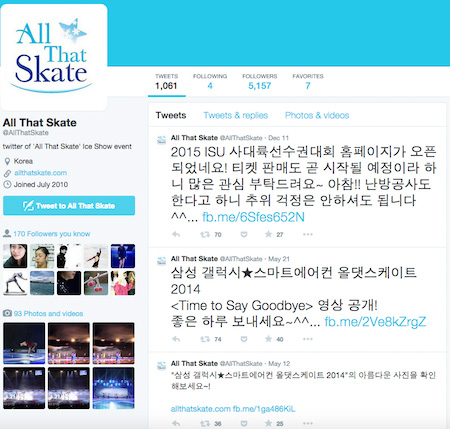 All
That
Skate
TWEETS
1,061
FOLLOWING
4
FOLLOWERS
5,157
FAVORITES
7
All That Skate
@AllThatSkate
twitter of 'All That Skate' Ice Show event
Korea
allthatskate.com
Joined July 2010
Tweet to All That Skate
170 Followers you know
93 Photos and videos
Tweets Tweets & replies Photos & videos
All That Skate @AllThatSkate · Dec 11
2015 ISU 사대륙선수권대회 홈페이지가 오픈
되었네요! 티켓 판매도 곧 시작될 예정이라 하
니 많은 관심 부탁드려요~ 아참!! 난방공사도
한다고 하니 추위 걱정은 안하셔도 됩니다
^^... fb.me/6Sfes652N
70 21
All That Skate @AllThatSkate · May 27
삼성 갤럭시★스마트에어컨 올댓스케이트
2014
<Time to Say Goodbye> 영상 공개!
좋은 하루 보내세요~^^... fb.me/2Ve8kZrgZ
74 40
All That Skate @AllThatSkate · May 12
"삼성 갤럭시★스마트에어컨 올댓스케이트 2014"의 아름다운 사진을 확인
해보세요~!
allthatskate.com fb.me/1ga486KiL
36 25